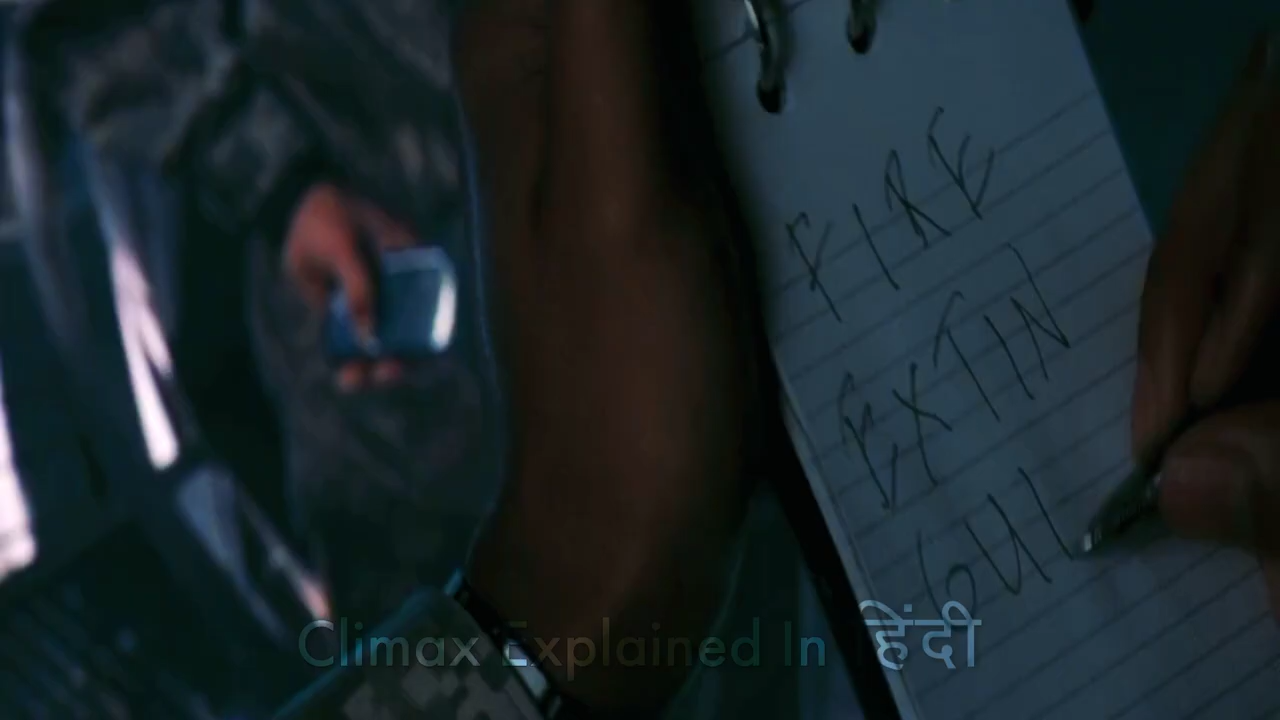 FIRE
EXTIN
GUI
Climax Explained In हिंदी